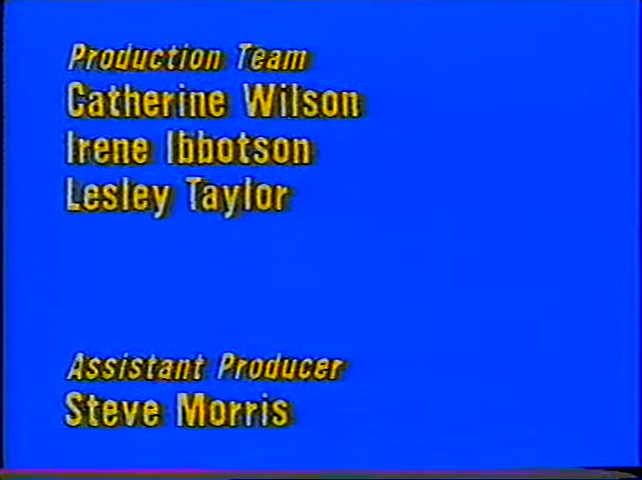 Production Team
Catherine Wilson
Irene Ibbotson
Lesley Taylor
Assistant Producer
Steve Morris